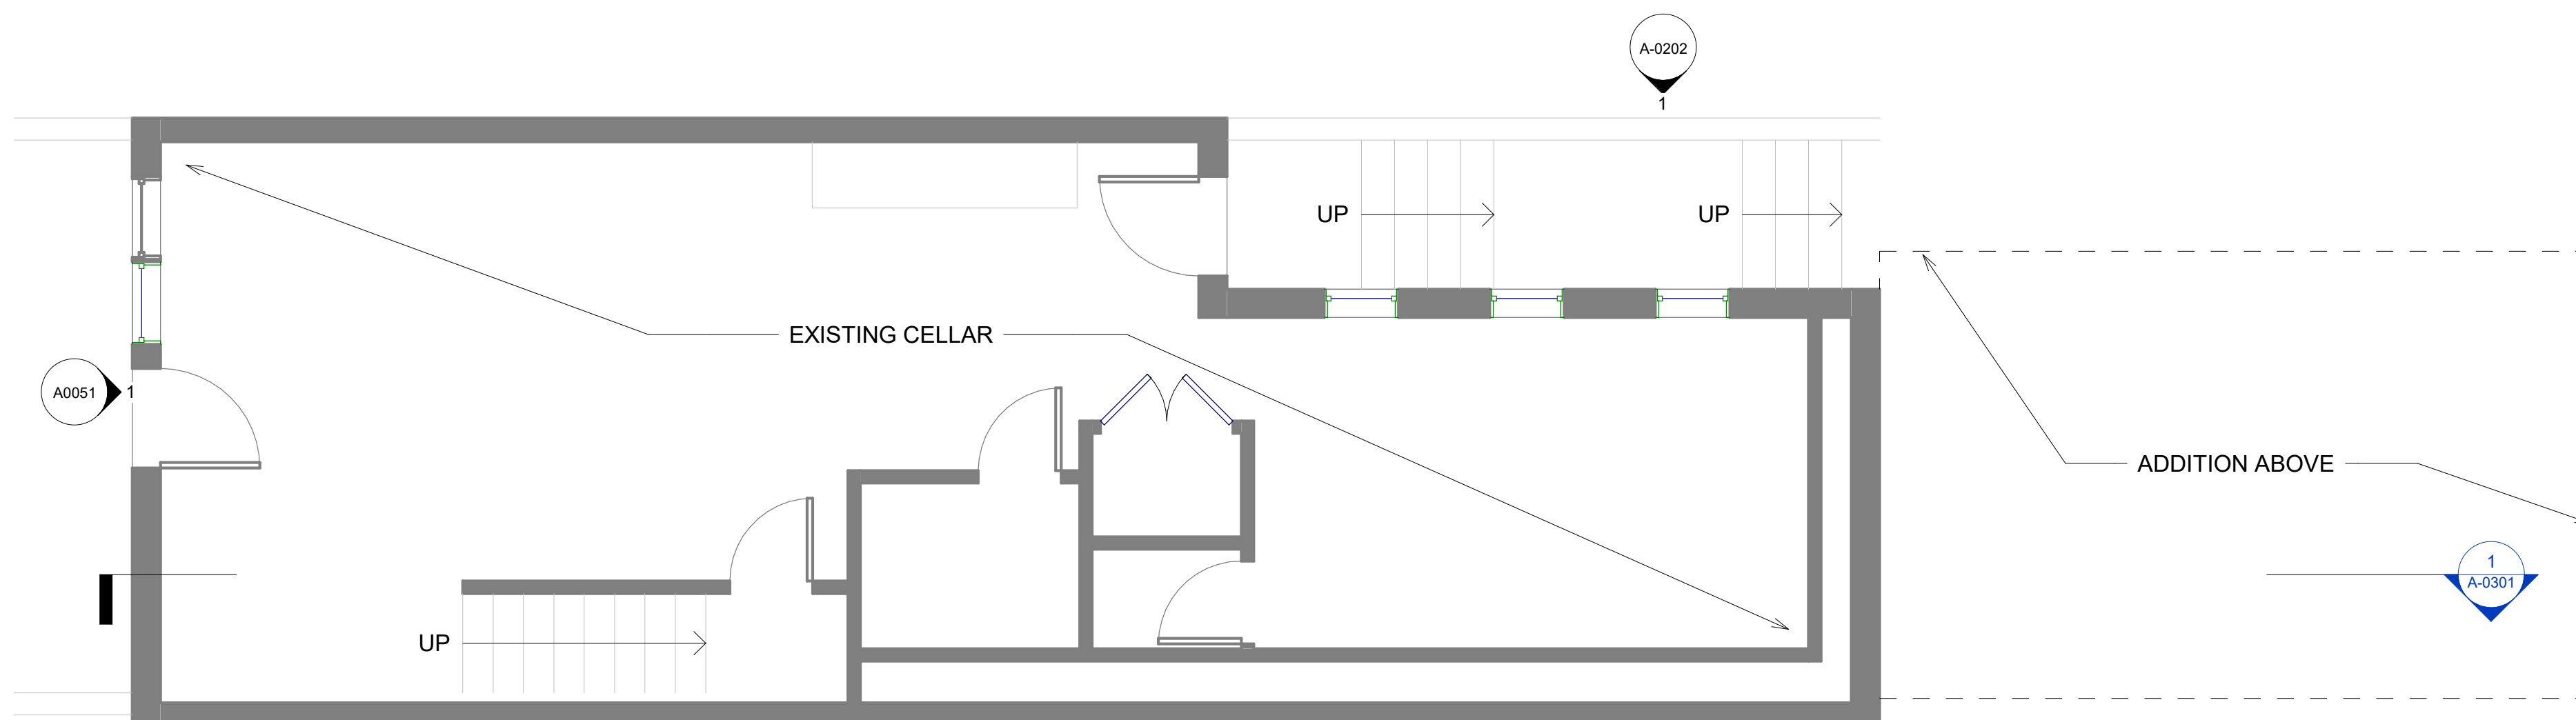 A-0202
1
UP
UP
EXISTING CELLAR
A0051
1
ADDITION ABOVE
1
A-0301
UP